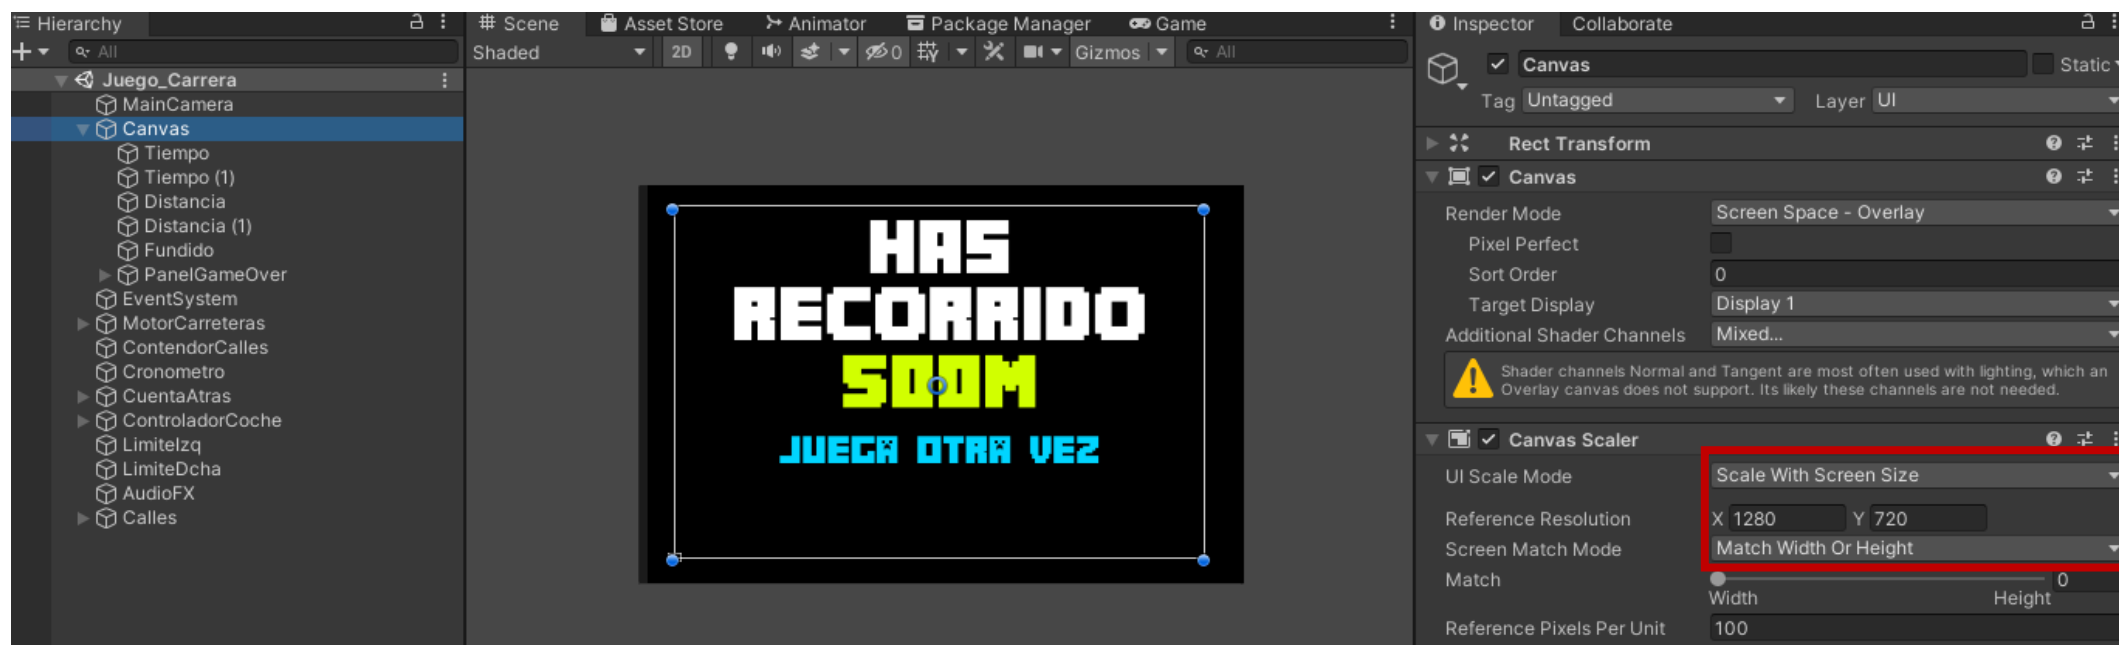 Hierarchy
All
Juego_Carrera
MainCamera
Canvas
Tiempo
Tiempo (1)
Distancia
Distancia (1)
Fundido
PanelGameOver
EventSystem
MotorCarreteras
ContendorCalles
Cronometro
CuentaAtras
ControladorCoche
LimiteIzq
LimiteDcha
AudioFX
Calles
Scene Asset Store Animator Package Manager Game
Shaded 2D 0 Gizmos All
HAS
RECORRIDO
500M
JUEGA OTRA VEZ
Inspector Collaborate
Canvas Static
Tag Untagged Layer UI
Rect Transform
Canvas
Render Mode Screen Space - Overlay
Pixel Perfect
Sort Order 0
Target Display Display 1
Additional Shader Channels Mixed...
Shader channels Normal and Tangent are most often used with lighting, which an
Overlay canvas does not support. Its likely these channels are not needed.
Canvas Scaler
UI Scale Mode Scale With Screen Size
Reference Resolution X 1280 Y 720
Screen Match Mode Match Width Or Height
Match 0
Width Height
Reference Pixels Per Unit 100